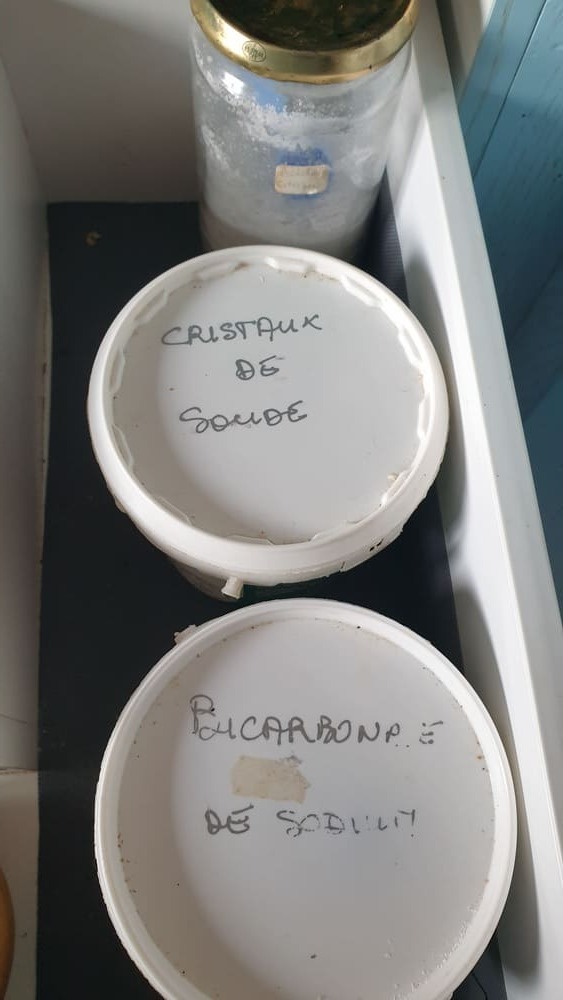 CRISTAUX
DE
SOUDE
BICARBONATE
DE SODIUM